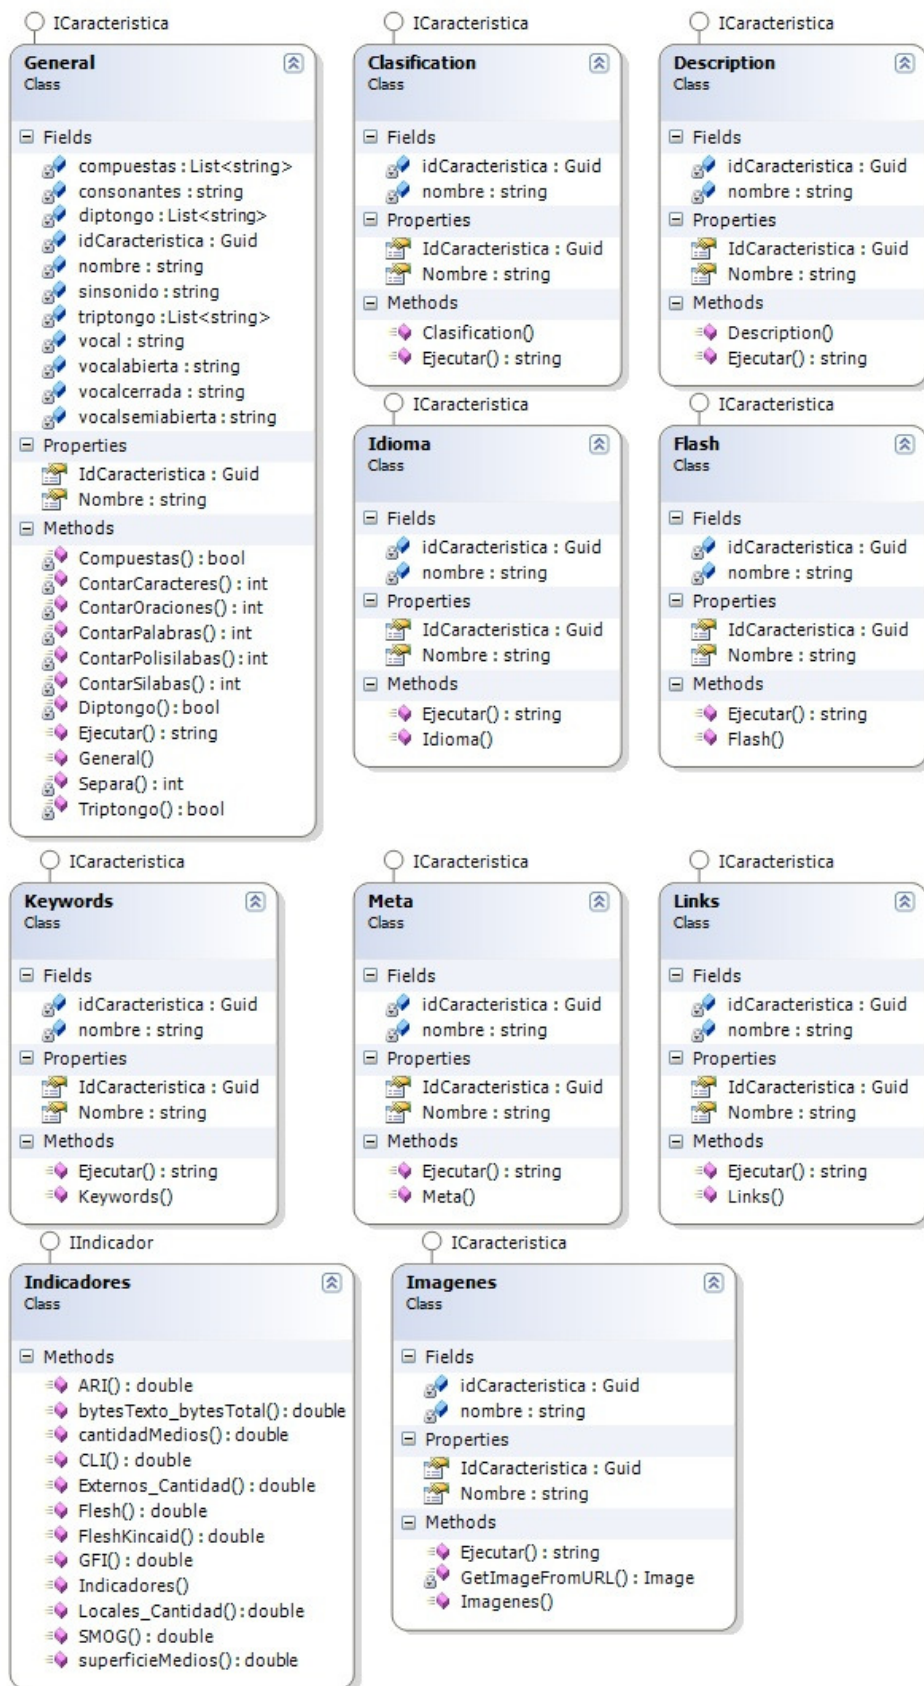 ICaracteristica
General
Class
Fields
compuestas : List<string>
consonantes : string
diptongo : List<string>
idCaracteristica : Guid
nombre : string
sinsonido : string
triptongo : List<string>
vocal : string
vocalabierta : string
vocalcerrada : string
vocalsemiabierta : string
Properties
IdCaracteristica : Guid
Nombre : string
Methods
Compuestas() : bool
ContarCaracteres() : int
ContarOraciones() : int
ContarPalabras() : int
ContarPolisilabas() : int
ContarSilabas() : int
Diptongo() : bool
Ejecutar() : string
General()
Separa() : int
Triptongo() : bool
ICaracteristica
Clasification
Class
Fields
idCaracteristica : Guid
nombre : string
Properties
IdCaracteristica : Guid
Nombre : string
Methods
Clasification()
Ejecutar() : string
ICaracteristica
Description
Class
Fields
idCaracteristica : Guid
nombre : string
Properties
IdCaracteristica : Guid
Nombre : string
Methods
Description()
Ejecutar() : string
ICaracteristica
Idioma
Class
Fields
idCaracteristica : Guid
nombre : string
Properties
IdCaracteristica : Guid
Nombre : string
Methods
Ejecutar() : string
Idioma()
ICaracteristica
Flash
Class
Fields
idCaracteristica : Guid
nombre : string
Properties
IdCaracteristica : Guid
Nombre : string
Methods
Ejecutar() : string
Flash()
ICaracteristica
Keywords
Class
Fields
idCaracteristica : Guid
nombre : string
Properties
IdCaracteristica : Guid
Nombre : string
Methods
Ejecutar() : string
Keywords()
ICaracteristica
Meta
Class
Fields
idCaracteristica : Guid
nombre : string
Properties
IdCaracteristica : Guid
Nombre : string
Methods
Ejecutar() : string
Meta()
ICaracteristica
Links
Class
Fields
idCaracteristica : Guid
nombre : string
Properties
IdCaracteristica : Guid
Nombre : string
Methods
Ejecutar() : string
Links()
IIndicador
Indicadores
Class
Methods
ARI() : double
bytesTexto_bytesTotal() : double
cantidadMedios() : double
CLI() : double
Externos_Cantidad() : double
Flesh() : double
FleshKincaid() : double
GFI() : double
Indicadores()
Locales_Cantidad() : double
SMOG() : double
superficieMedios() : double
ICaracteristica
Imagenes
Class
Fields
idCaracteristica : Guid
nombre : string
Properties
IdCaracteristica : Guid
Nombre : string
Methods
Ejecutar() : string
GetImageFromURL() : Image
Imagenes()